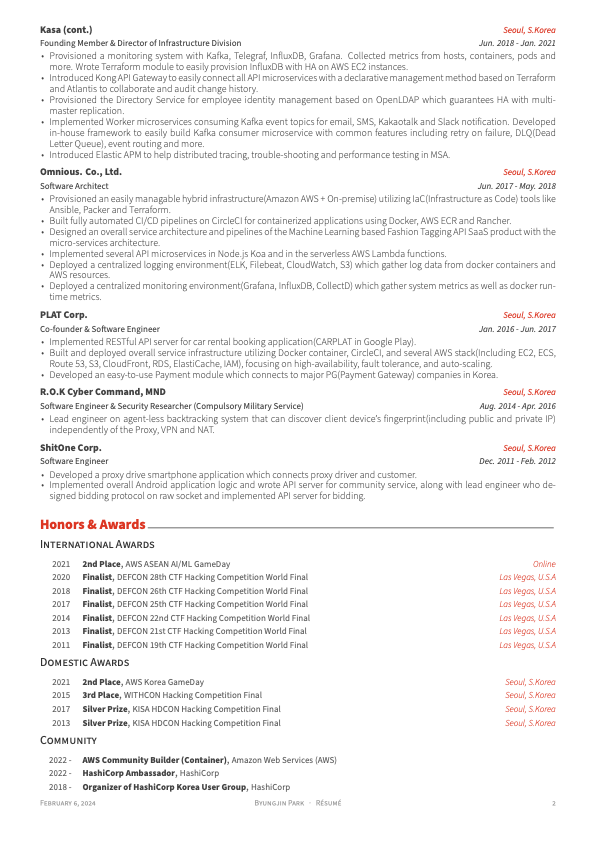 Kasa (cont.) Seoul, S.Korea
Founding Member & Director of Infrastructure Division Jun. 2018 - Jan. 2021
• Provisioned a monitoring system with Kafka, Telegraf, InfluxDB, Grafana. Collected metrics from hosts, containers, pods and
more. Wrote Terraform module to easily provision InfluxDB with HA on AWS EC2 instances.
• Introduced Kong API Gateway to easily connect all API microservices with a declarative management method based on Terraform
and Atlantis to collaborate and audit change history.
• Provisioned the Directory Service for employee identity management based on OpenLDAP which guarantees HA with multi-
master replication.
• Implemented Worker microservices consuming Kafka event topics for email, SMS, Kakaotalk and Slack notification. Developed
in-house framework to easily build Kafka consumer microservice with common features including retry on failure, DLQ(Dead
Letter Queue), event routing and more.
• Introduced Elastic APM to help distributed tracing, trouble-shooting and performance testing in MSA.
Omnious. Co., Ltd. Seoul, S.Korea
Software Architect Jun. 2017 - May. 2018
• Provisioned an easily managable hybrid infrastructure(Amazon AWS + On-premise) utilizing IaC(Infrastructure as Code) tools like
Ansible, Packer and Terraform.
• Built fully automated CI/CD pipelines on CircleCI for containerized applications using Docker, AWS ECR and Rancher.
• Designed an overall service architecture and pipelines of the Machine Learning based Fashion Tagging API SaaS product with the
micro-services architecture.
• Implemented several API microservices in Node.js Koa and in the serverless AWS Lambda functions.
• Deployed a centralized logging environment(ELK, Filebeat, CloudWatch, S3) which gather log data from docker containers and
AWS resources.
• Deployed a centralized monitoring environment(Grafana, InfluxDB, CollectD) which gather system metrics as well as docker run-
time metrics.
PLAT Corp. Seoul, S.Korea
Co-founder & Software Engineer Jan. 2016 - Jun. 2017
• Implemented RESTful API server for car rental booking application(CARPLAT in Google Play).
• Built and deployed overall service infrastructure utilizing Docker container, CircleCI, and several AWS stack(Including EC2, ECS,
Route 53, S3, CloudFront, RDS, ElastiCache, IAM), focusing on high-availability, fault tolerance, and auto-scaling.
• Developed an easy-to-use Payment module which connects to major PG(Payment Gateway) companies in Korea.
R.O.K Cyber Command, MND Seoul, S.Korea
Software Engineer & Security Researcher (Compulsory Military Service) Aug. 2014 - Apr. 2016
• Lead engineer on agent-less backtracking system that can discover client device's fingerprint(including public and private IP)
independently of the Proxy, VPN and NAT.
ShitOne Corp. Seoul, S.Korea
Software Engineer Dec. 2011 - Feb. 2012
• Developed a proxy drive smartphone application which connects proxy driver and customer.
• Implemented overall Android application logic and wrote API server for community service, along with lead engineer who de-
signed bidding protocol on raw socket and implemented API server for bidding.
Honors & Awards
International Awards
2021 2nd Place, AWS ASEAN AI/ML GameDay Online
2020 Finalist, DEFCON 28th CTF Hacking Competition World Final Las Vegas, U.S.A
2018 Finalist, DEFCON 26th CTF Hacking Competition World Final Las Vegas, U.S.A
2017 Finalist, DEFCON 25th CTF Hacking Competition World Final Las Vegas, U.S.A
2014 Finalist, DEFCON 22nd CTF Hacking Competition World Final Las Vegas, U.S.A
2013 Finalist, DEFCON 21st CTF Hacking Competition World Final Las Vegas, U.S.A
2011 Finalist, DEFCON 19th CTF Hacking Competition World Final Las Vegas, U.S.A
Domestic Awards
2021 2nd Place, AWS Korea GameDay Seoul, S.Korea
2015 3rd Place, WITHCON Hacking Competition Final Seoul, S.Korea
2017 Silver Prize, KISA HDCON Hacking Competition Final Seoul, S.Korea
2013 Silver Prize, KISA HDCON Hacking Competition Final Seoul, S.Korea
Community
2022 - AWS Community Builder (Container), Amazon Web Services (AWS)
2022 - HashiCorp Ambassador, HashiCorp
2018 - Organizer of HashiCorp Korea User Group, HashiCorp
February 6, 2024 Byungjin Park · Résumé 2